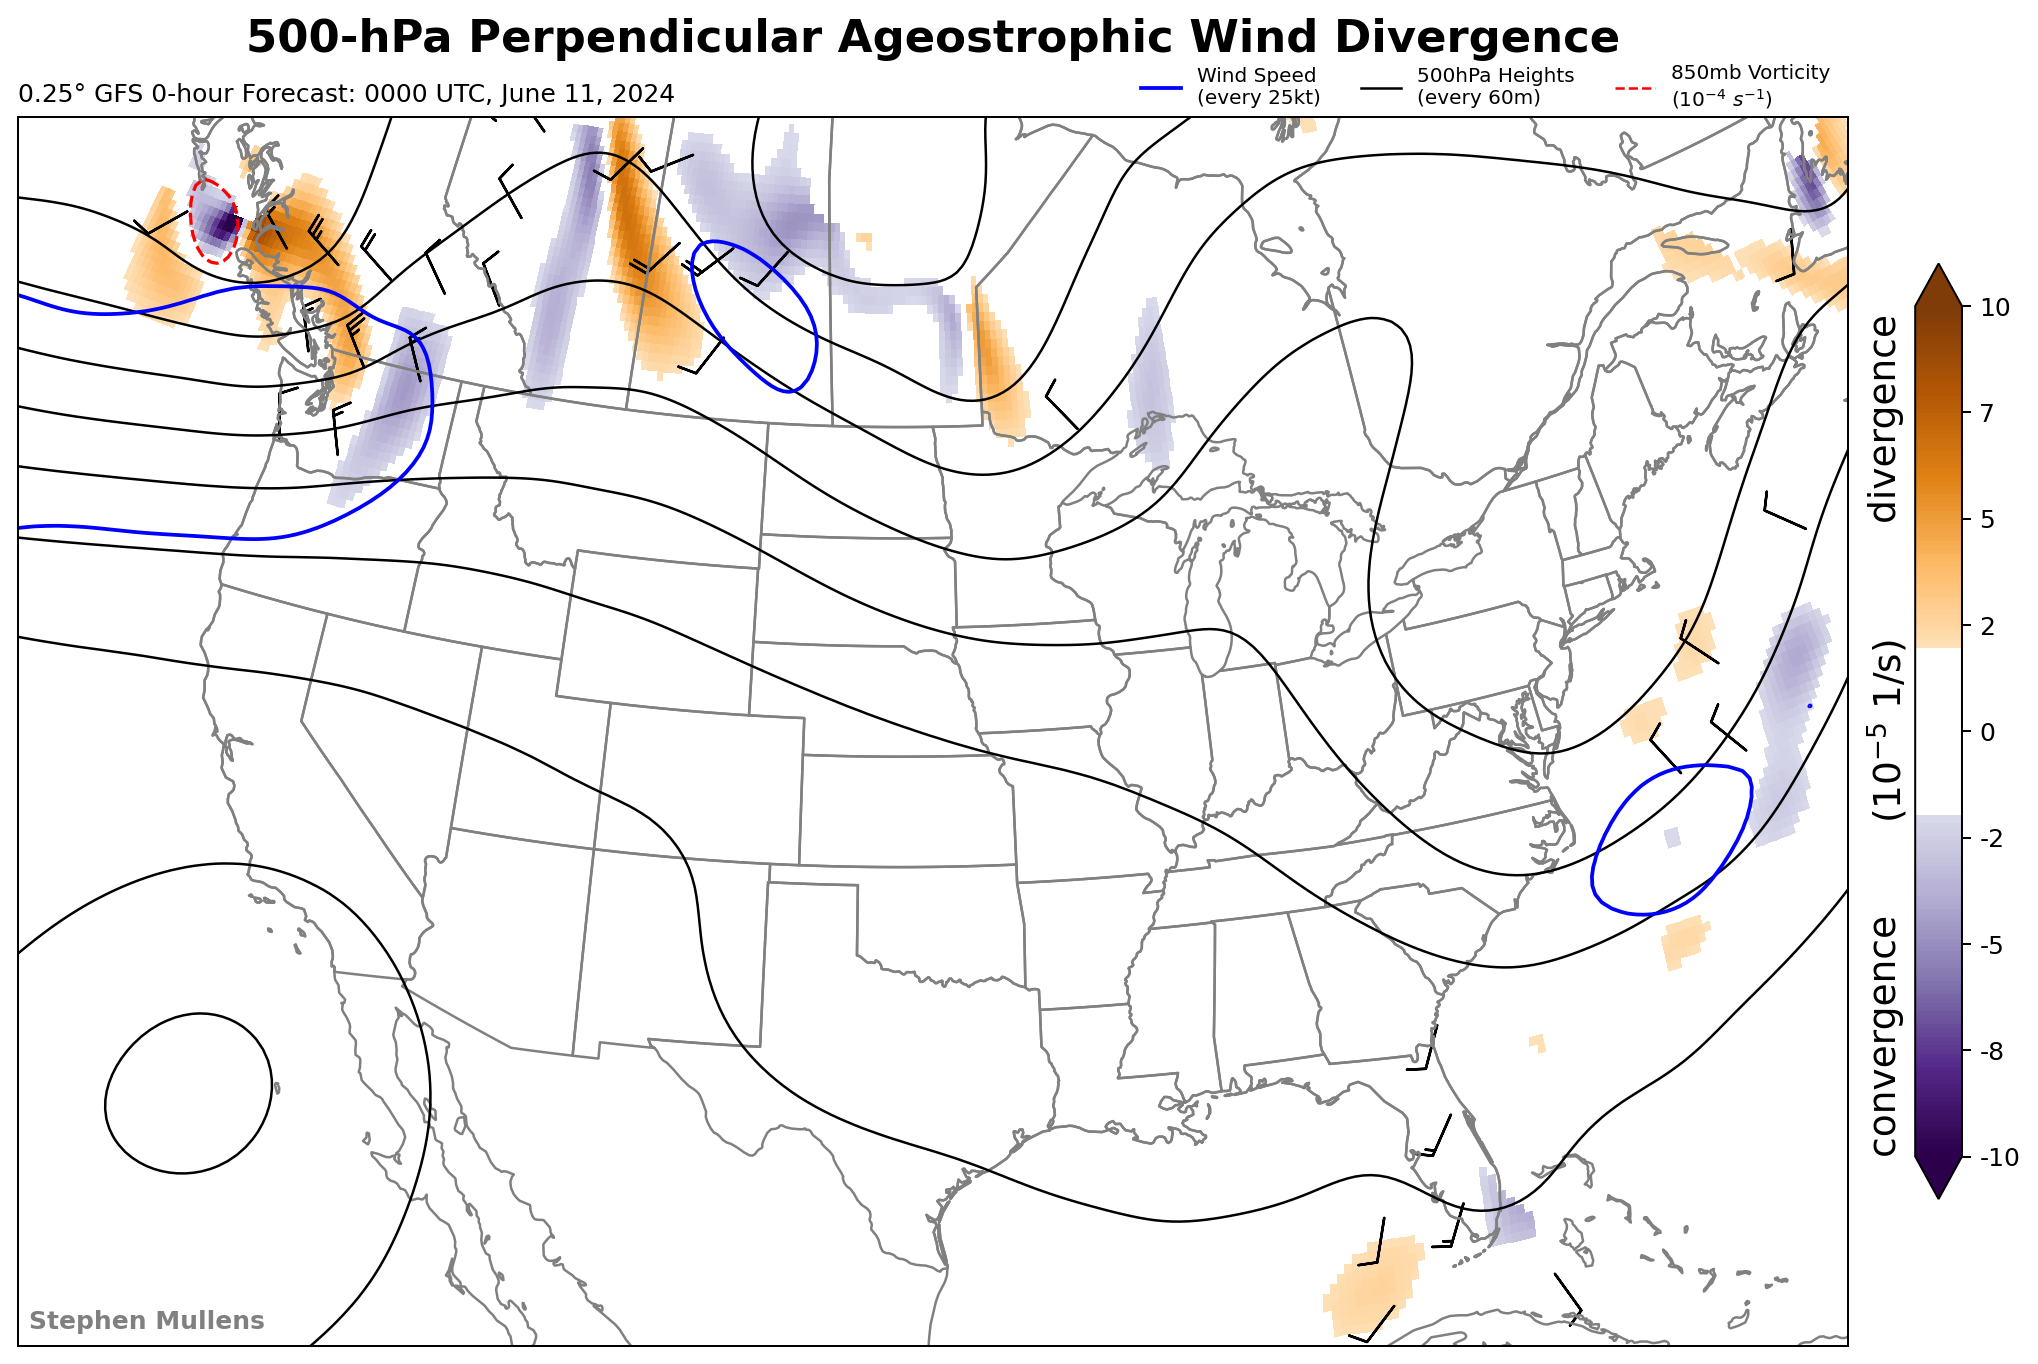 500-hPa Perpendicular Ageostrophic Wind Divergence
0.25° GFS 0-hour Forecast: 0000 UTC, June 11, 2024
Wind Speed
(every 25kt)
500hPa Heights
(every 60m)
850mb Vorticity
(10⁻⁴ s⁻¹)
10
7
5
2
0
-2
-5
-8
-10
convergence (10⁻⁵ 1/s) divergence
Stephen Mullens